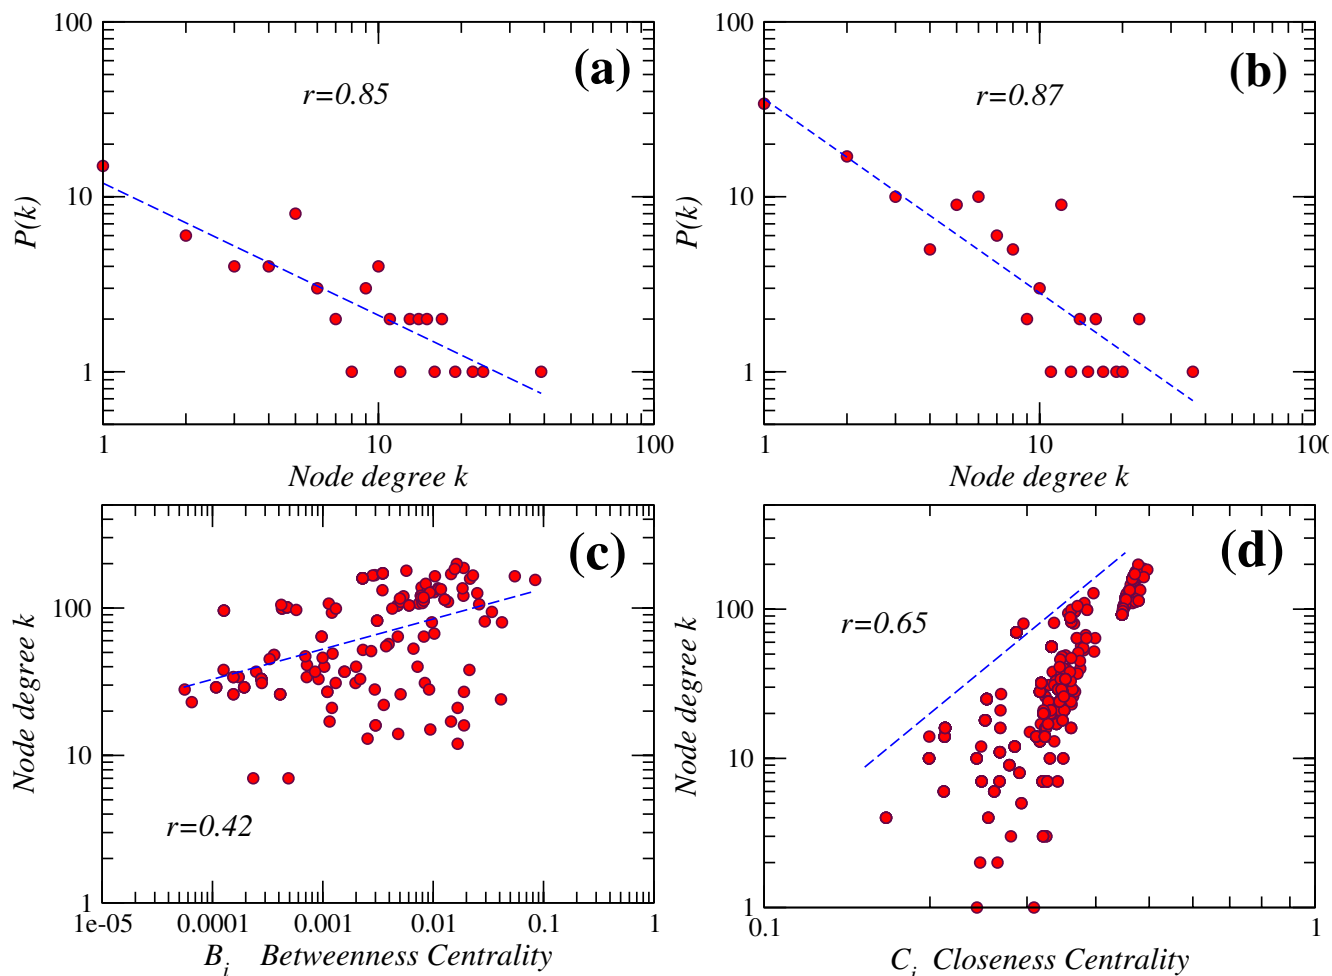 100
(a)
r=0.85
10
P(k)
1
1
10
100
Node degree k
100
(b)
r=0.87
10
P(k)
1
1
10
100
Node degree k
(c)
100
Node degree k
10
r=0.42
1
1e-05
0.0001
0.001
0.01
0.1
1
B_i Betweenness Centrality
(d)
100
r=0.65
Node degree k
10
1
0.1
1
C_i Closeness Centrality